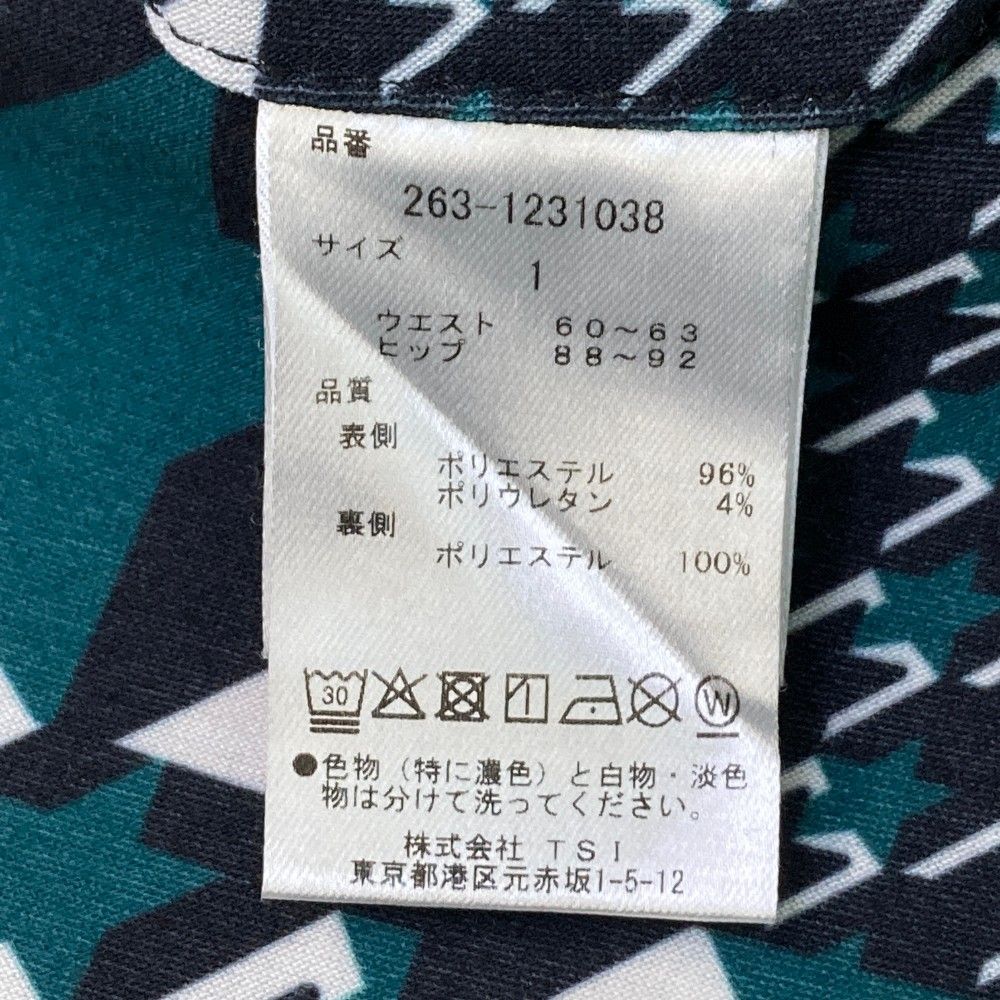 品番
263-1231038
サイズ
1
ウエスト 60～63
ヒップ 88～92
品質
表側
ポリエステル 96%
ポリウレタン 4%
裏側
ポリエステル 100%
30 W
●色物（特に濃色）と白物・淡色
物は分けて洗ってください。
株式会社 TSI
東京都港区元赤坂1-5-12